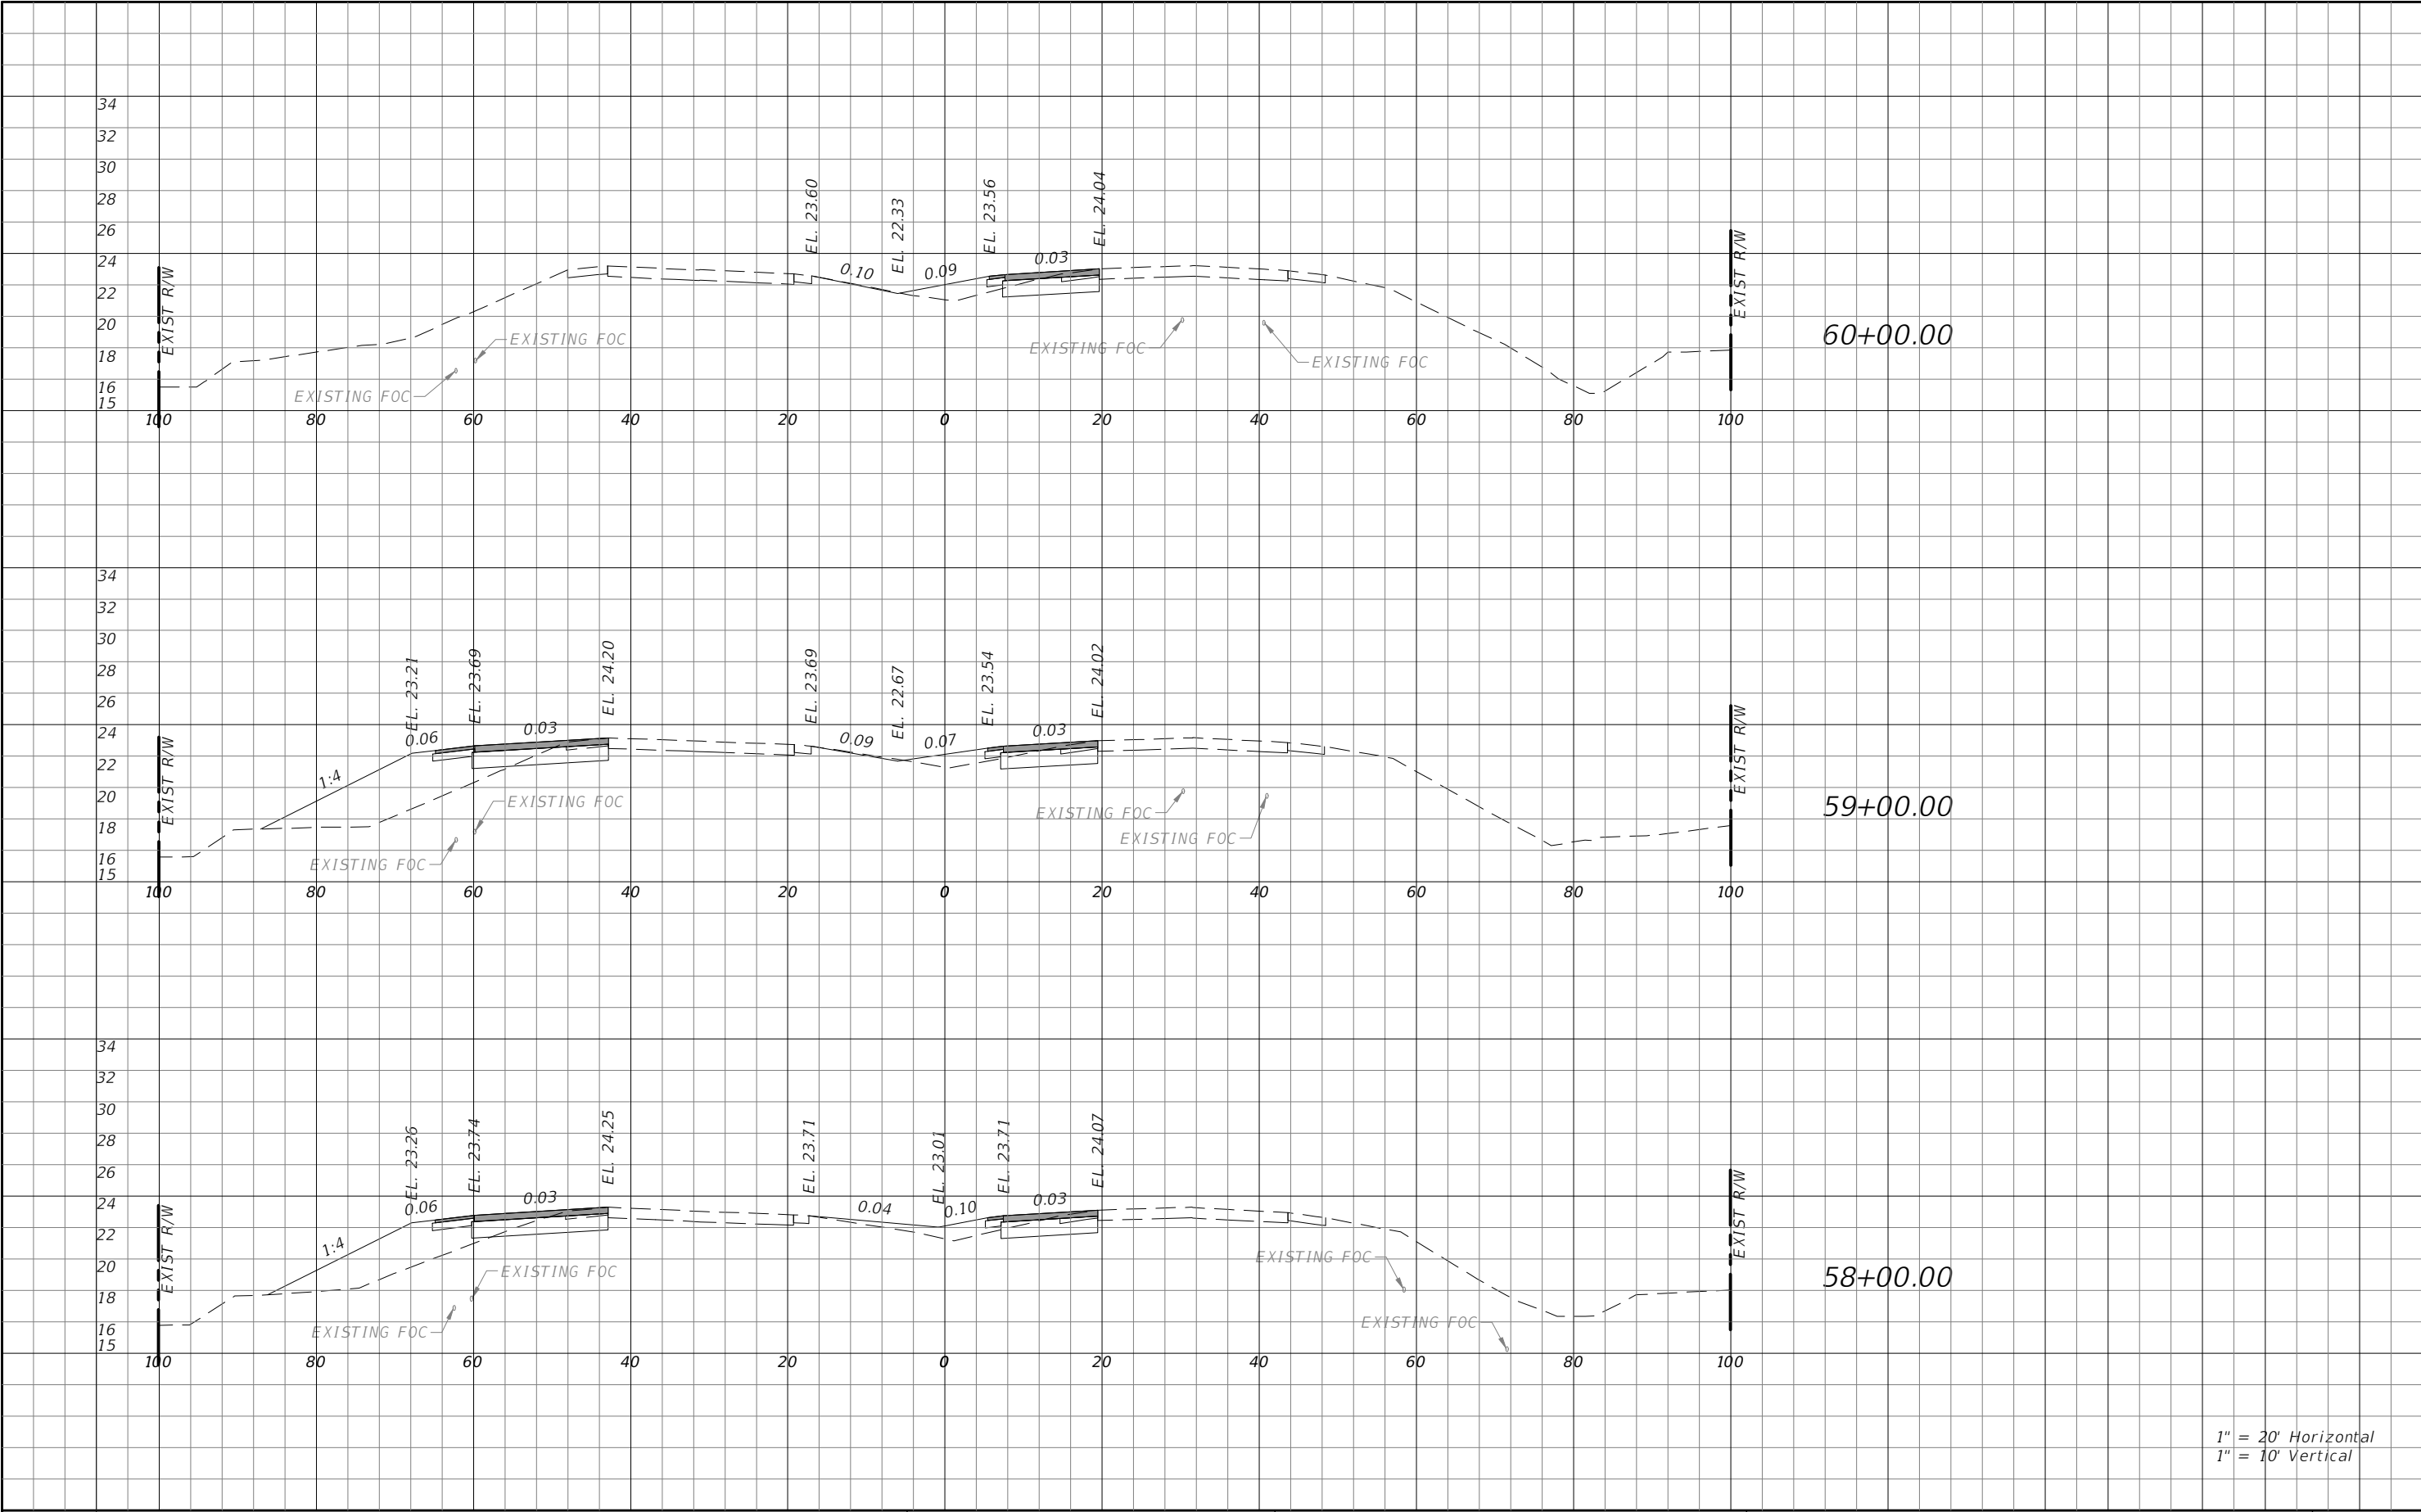 34
32
30
28
26
24
22
20
18
16
15
EXIST R/W
EL. 23.60
EL. 22.33
EL. 23.56
EL. 24.04
0.10
0.09
0.03
EXIST R/W
EXISTING FOC
EXISTING FOC
EXISTING FOC
EXISTING FOC
60+00.00
100 80 60 40 20 0 20 40 60 80 100
34
32
30
28
26
24
22
20
18
16
15
EXIST R/W
EL. 23.21
EL. 23.69
EL. 24.20
EL. 23.69
EL. 22.67
EL. 23.54
EL. 24.02
1:4
0.06
0.03
0.09
0.07
0.03
EXIST R/W
EXISTING FOC
EXISTING FOC
EXISTING FOC
EXISTING FOC
59+00.00
100 80 60 40 20 0 20 40 60 80 100
34
32
30
28
26
24
22
20
18
16
15
EXIST R/W
EL. 23.26
EL. 23.74
EL. 24.25
EL. 23.71
EL. 23.01
EL. 23.71
EL. 24.07
1:4
0.06
0.03
0.04
0.10
0.03
EXIST R/W
EXISTING FOC
EXISTING FOC
EXISTING FOC
EXISTING FOC
58+00.00
100 80 60 40 20 0 20 40 60 80 100
1" = 20' Horizontal
1" = 10' Vertical